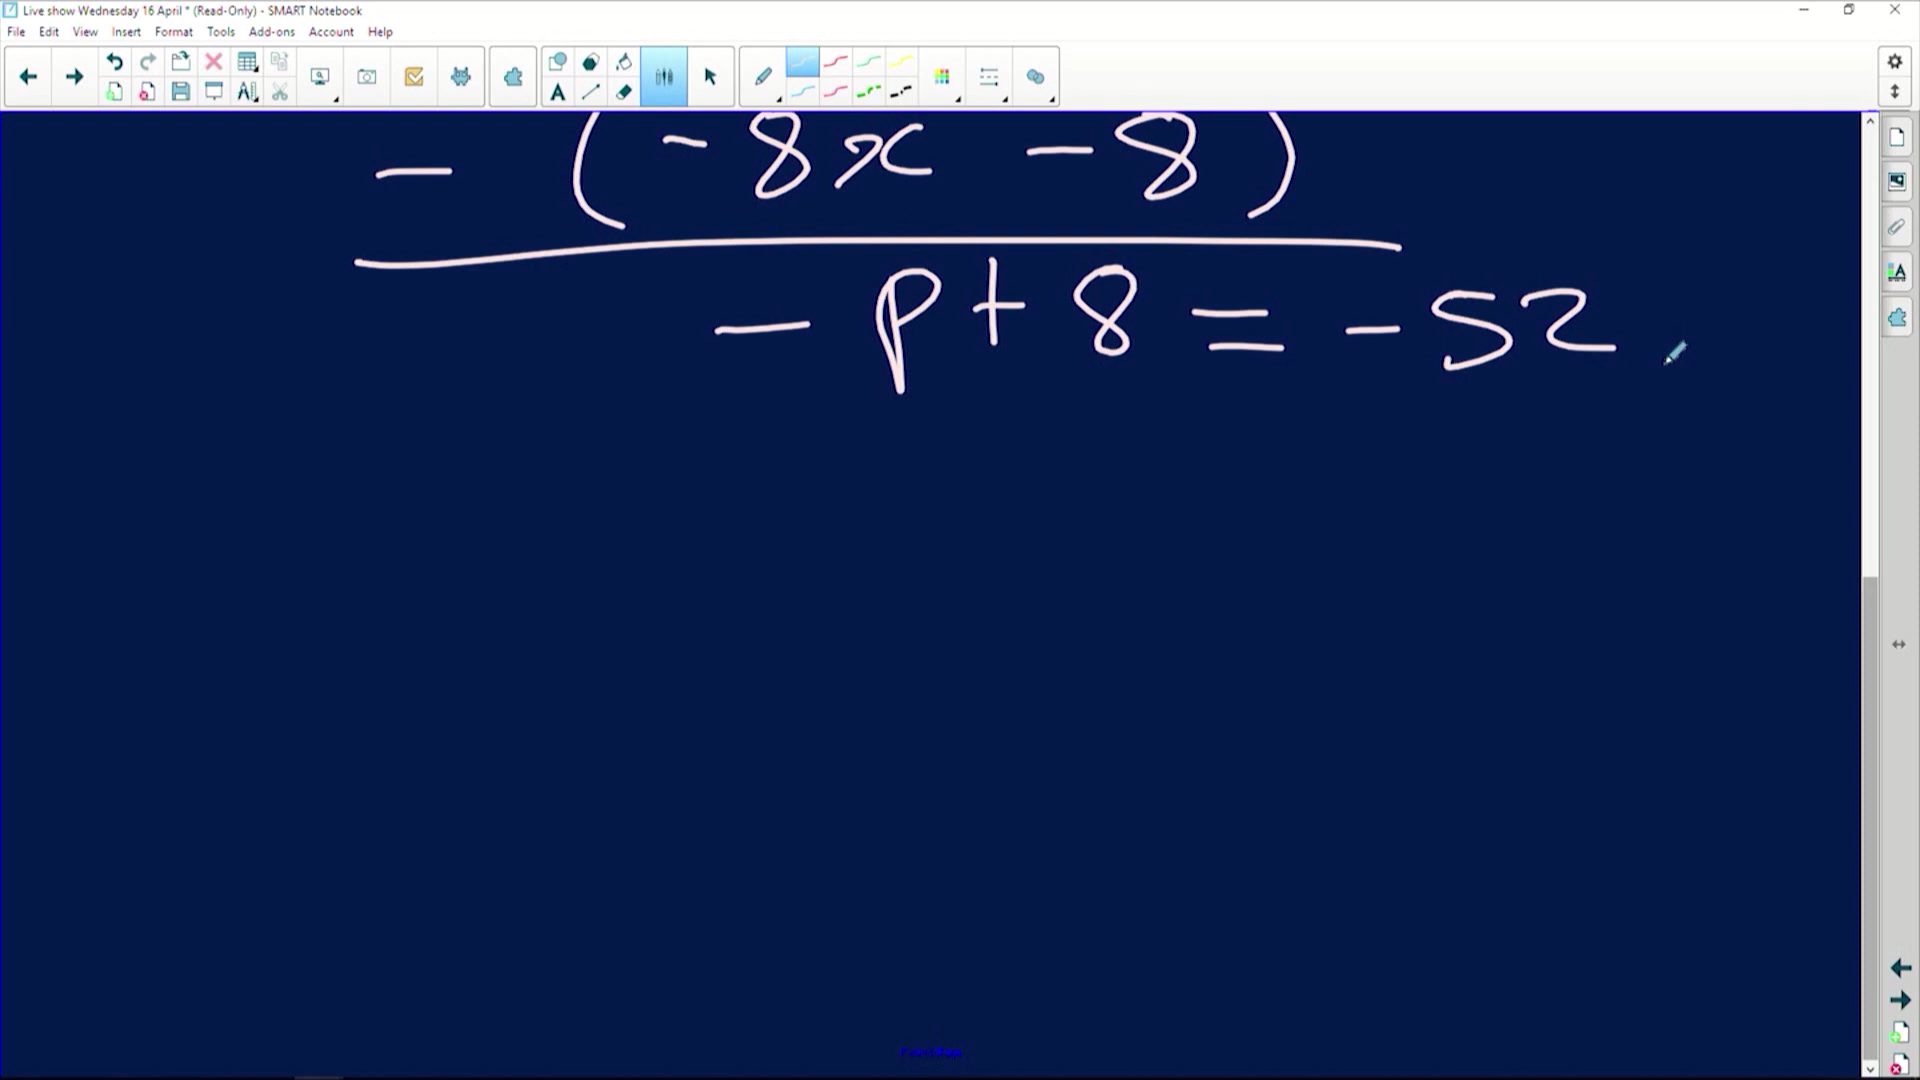 Live show Wednesday 16 April * (Read-Only) - SMART Notebook
File Edit View Insert Format Tools Add-ons Account Help
- ( -8x -8 )
- p + 8 = -52